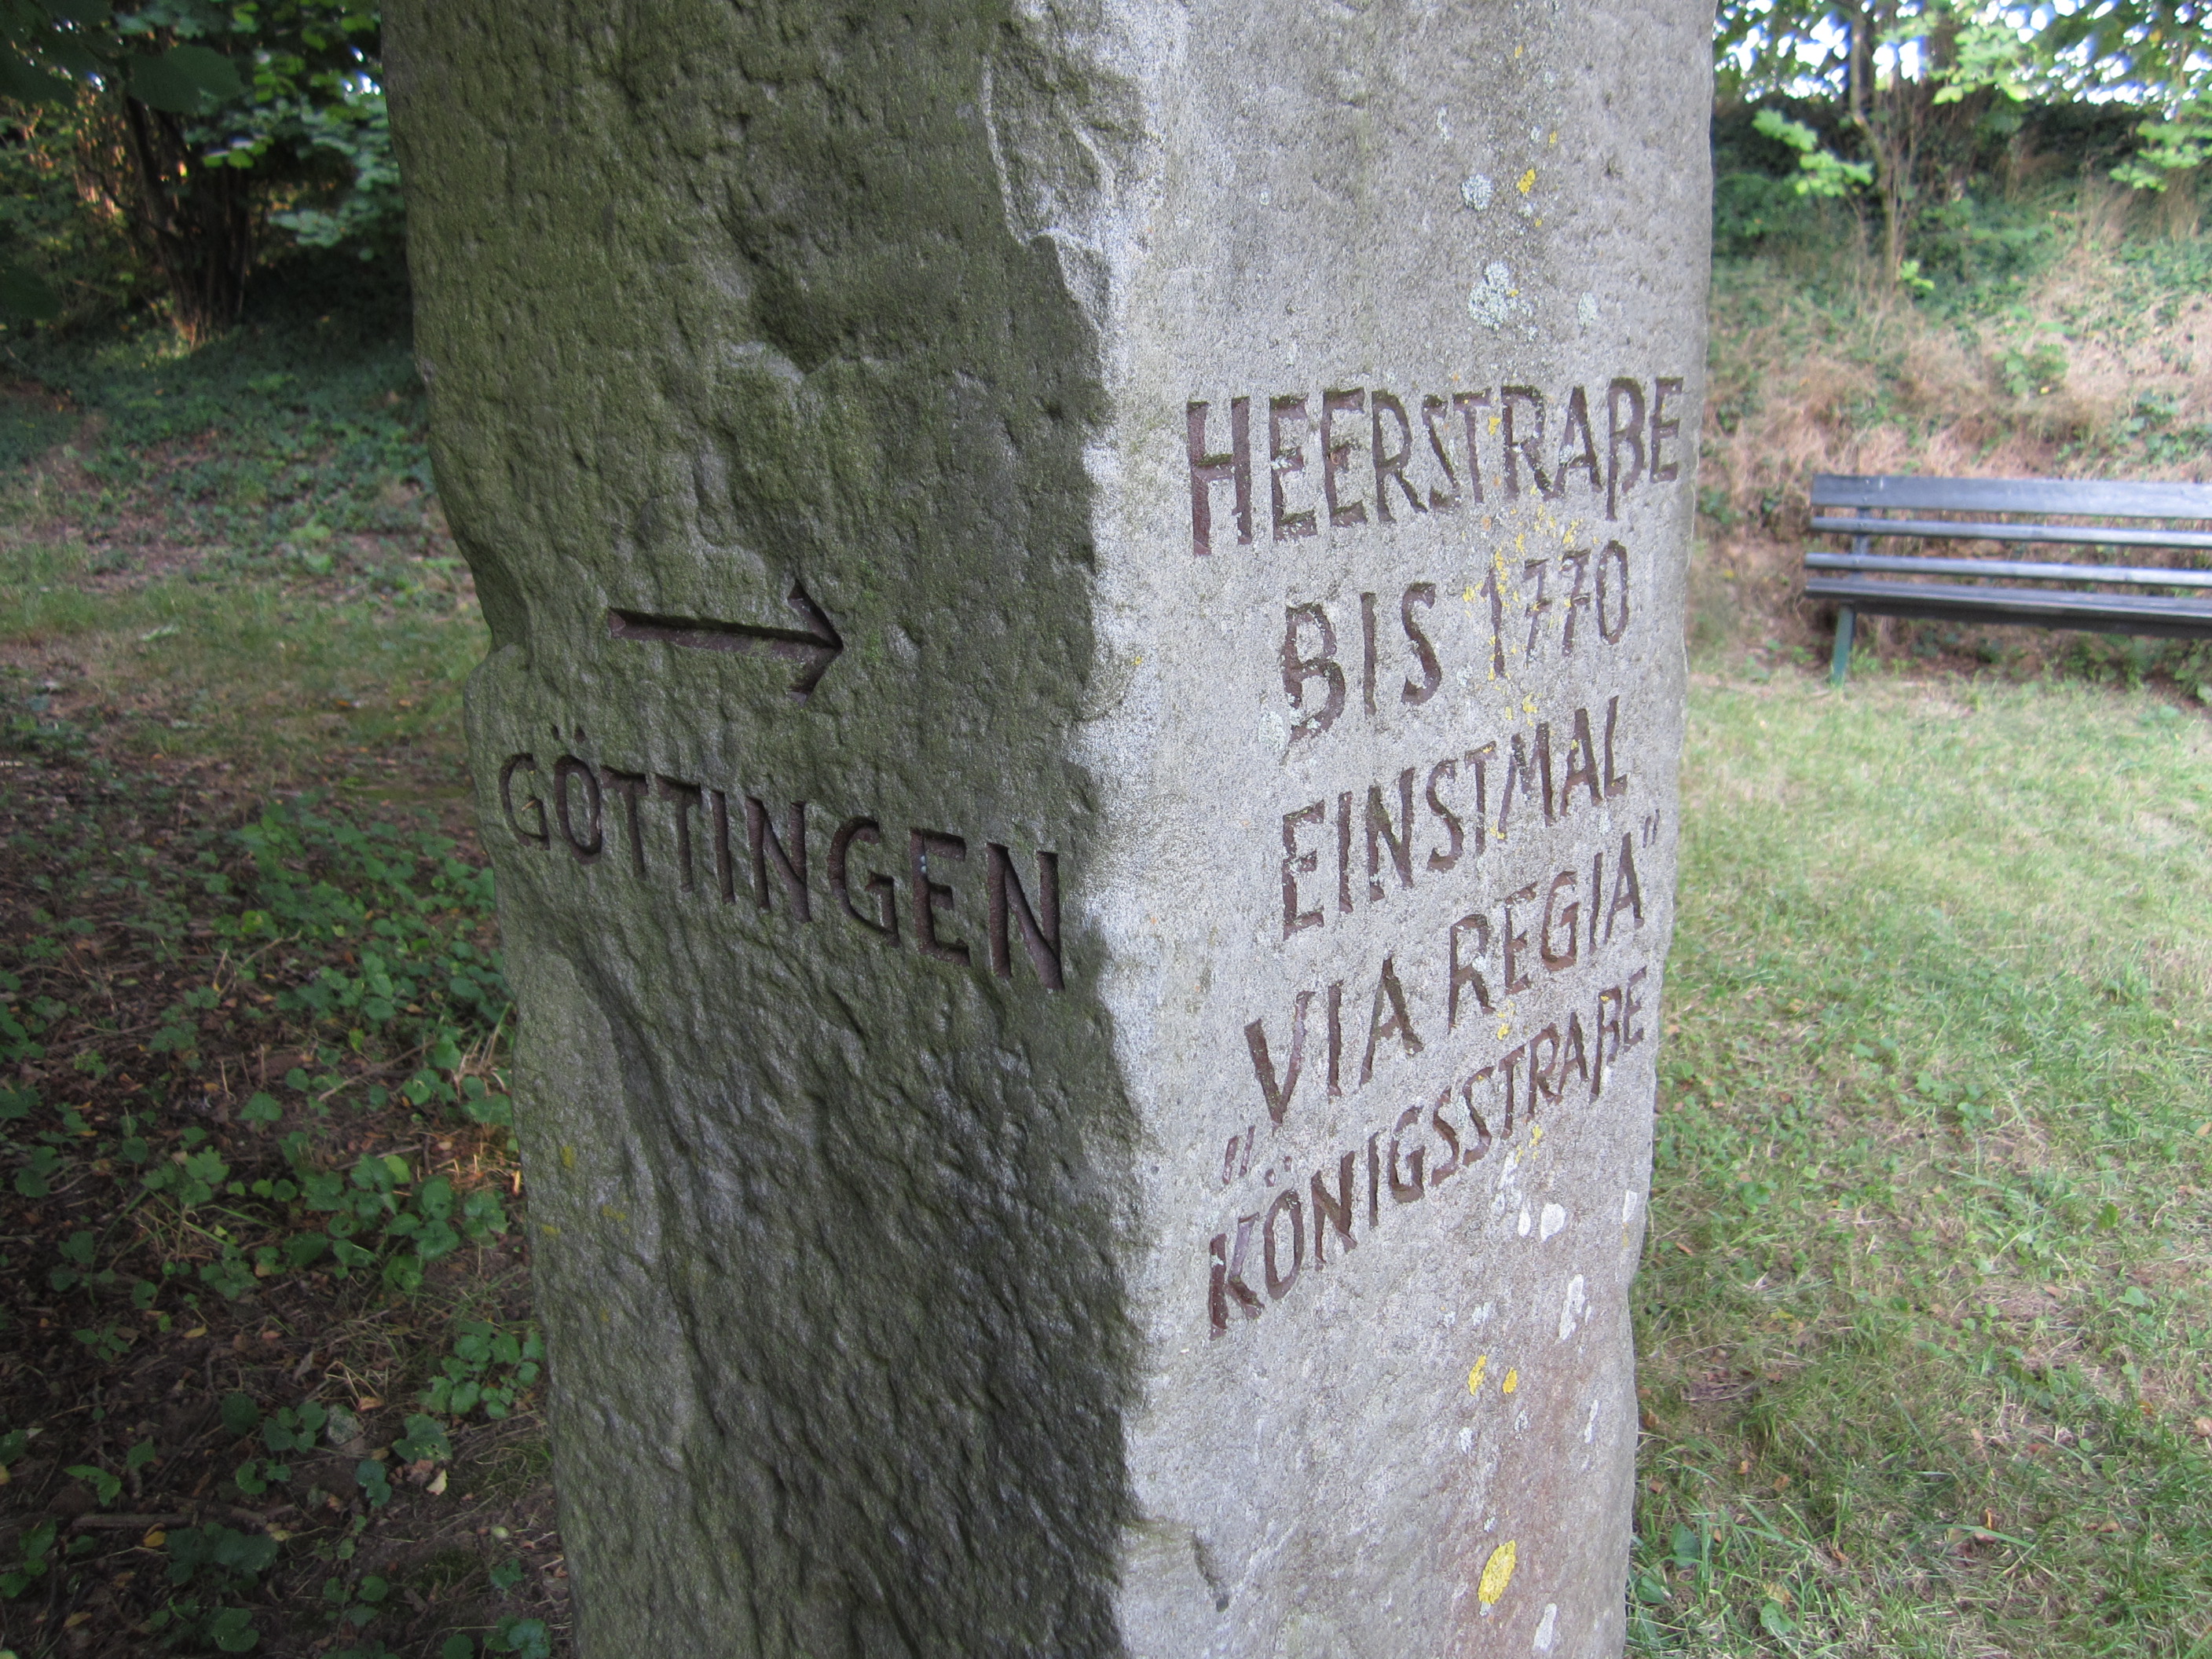 →
GÖTTINGEN
HEERSTRAßE
BIS 1770
EINSTMAL
„VIA REGIA”
KÖNIGSSTRAßE